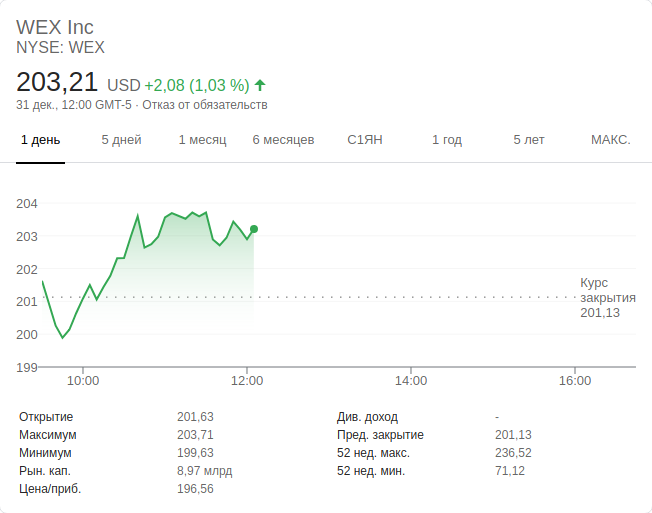 WEX Inc
NYSE: WEX
203,21 USD +2,08 (1,03 %)
31 дек., 12:00 GMT-5 · Отказ от обязательств
1 день 5 дней 1 месяц 6 месяцев С1ЯН 1 год 5 лет МАКС.
204
203
202
201
200
199
Курс
закрытия
201,13
10:00 12:00 14:00 16:00
Открытие 201,63 Див. доход -
Максимум 203,71 Пред. закрытие 201,13
Минимум 199,63 52 нед. макс. 236,52
Рын. кап. 8,97 млрд 52 нед. мин. 71,12
Цена/приб. 196,56